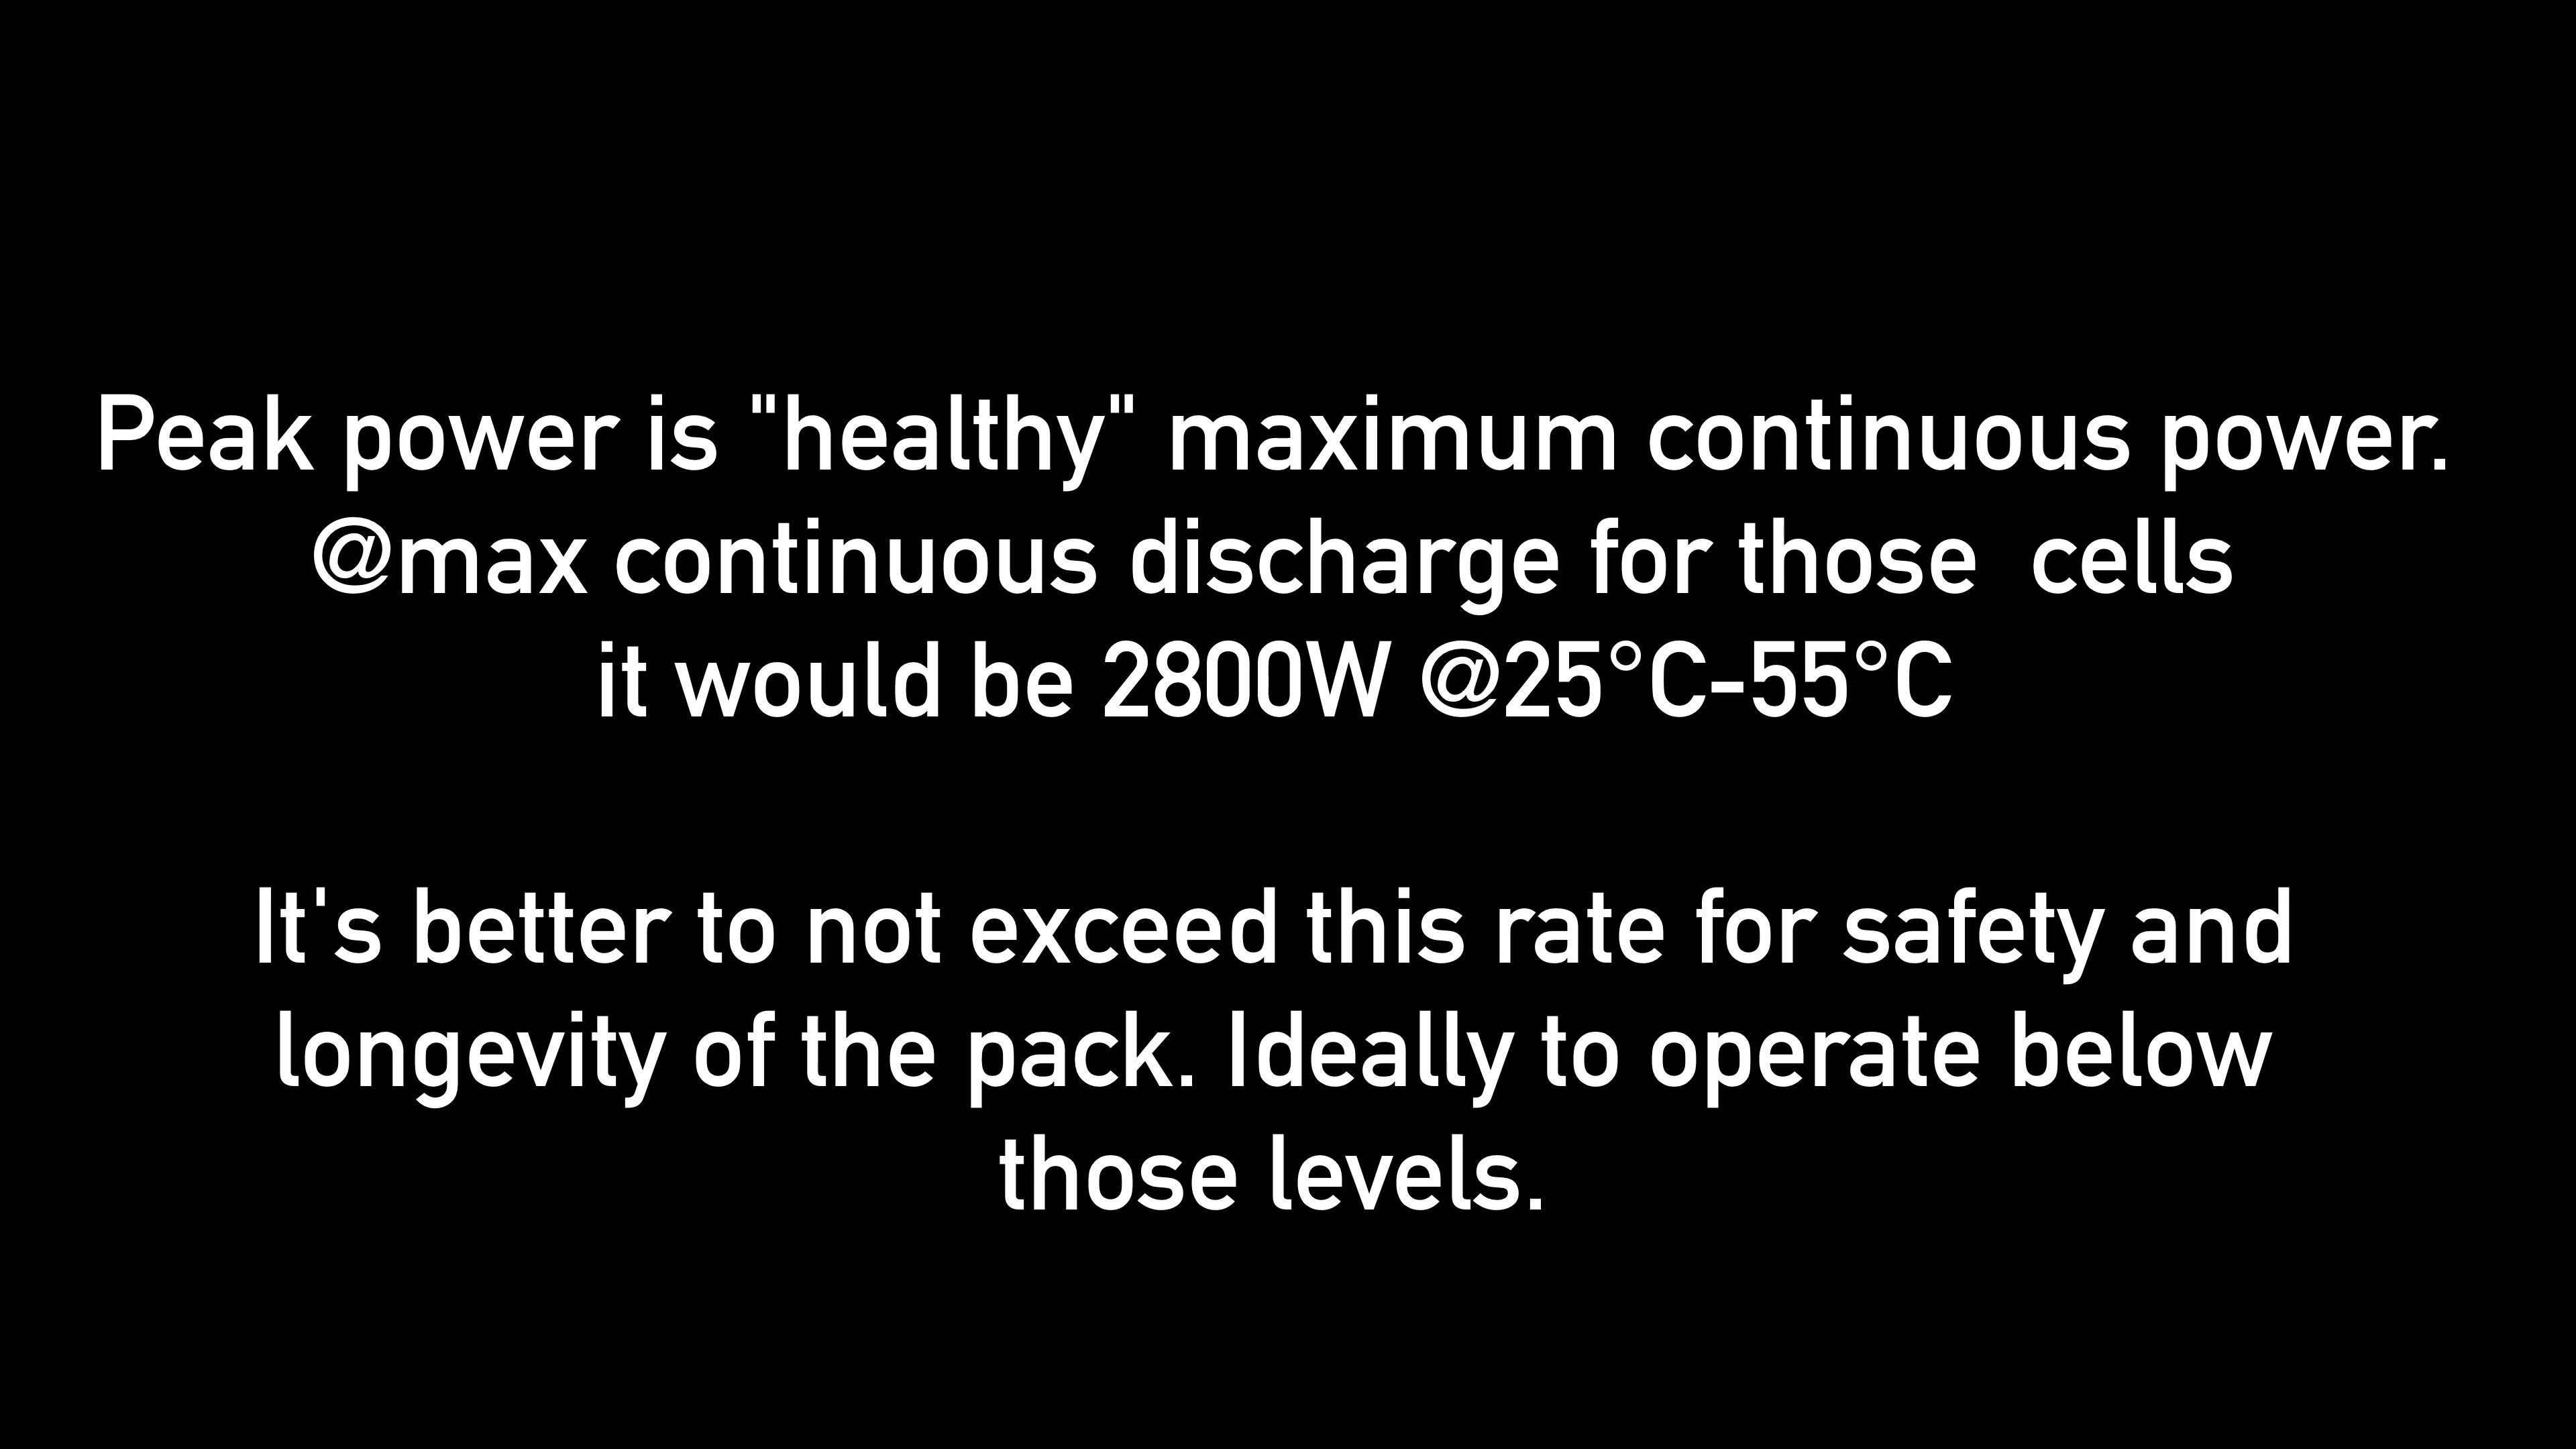 Peak power is "healthy" maximum continuous power.
@max continuous discharge for those  cells
it would be 2800W @25°C-55°C
It's better to not exceed this rate for safety and
longevity of the pack. Ideally to operate below
those levels.